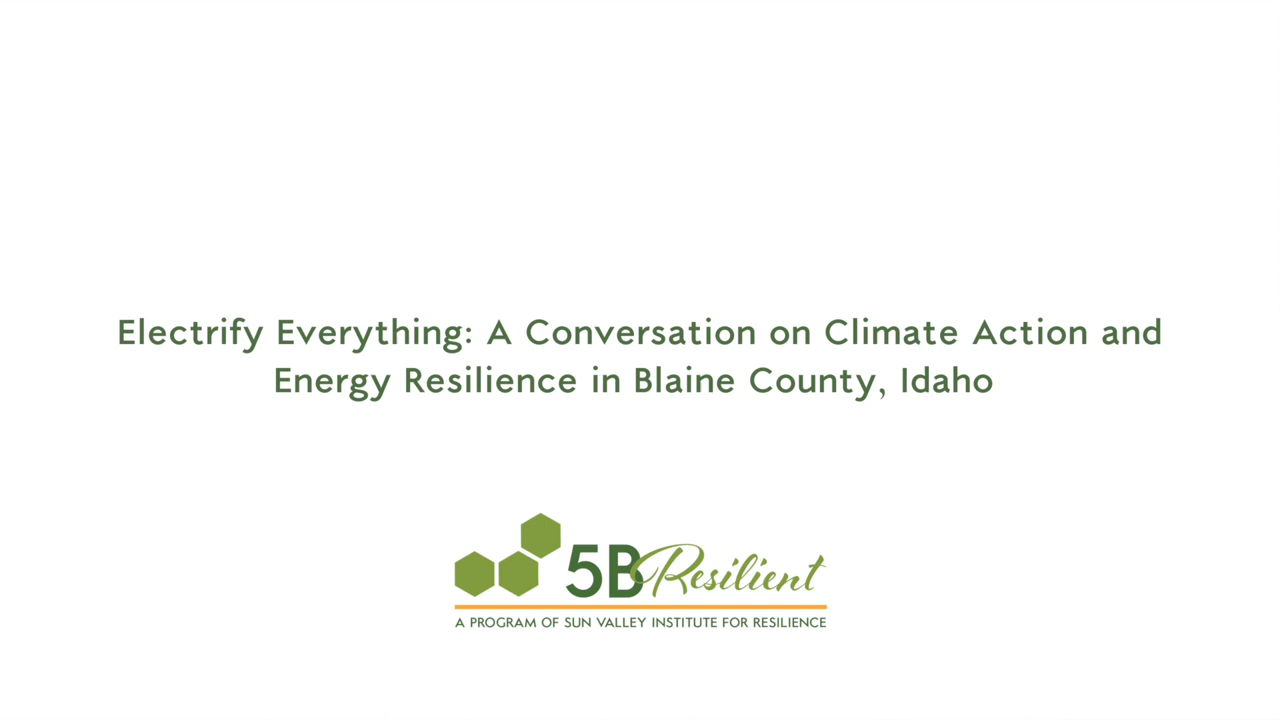 Electrify Everything: A Conversation on Climate Action and
Energy Resilience in Blaine County, Idaho
5B Resilient
A PROGRAM OF SUN VALLEY INSTITUTE FOR RESILIENCE